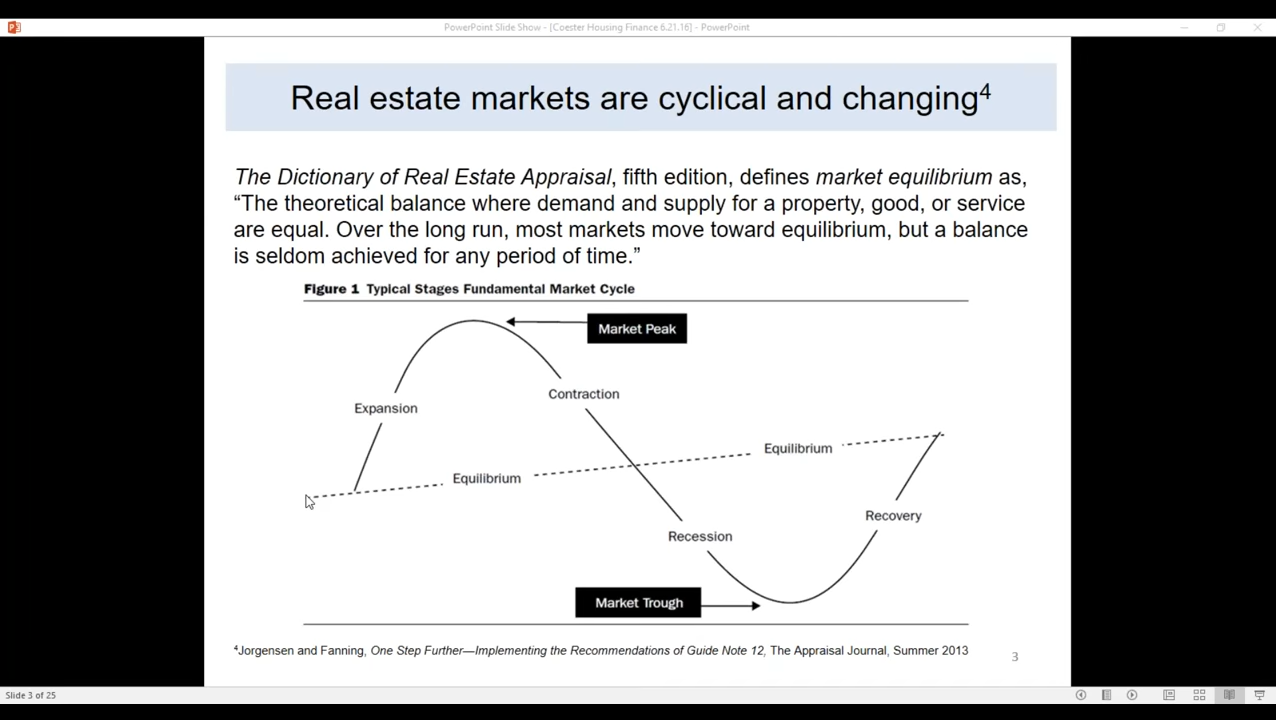 PowerPoint Slide Show - [Coester Housing Finance 6.21.16] - PowerPoint
Real estate markets are cyclical and changing4
The Dictionary of Real Estate Appraisal, fifth edition, defines market equilibrium as,
“The theoretical balance where demand and supply for a property, good, or service
are equal. Over the long run, most markets move toward equilibrium, but a balance
is seldom achieved for any period of time.”
Figure 1 Typical Stages Fundamental Market Cycle
Market Peak
Contraction
Expansion
Equilibrium
Equilibrium
Recovery
Recession
Market Trough
4Jorgensen and Fanning, One Step Further—Implementing the Recommendations of Guide Note 12, The Appraisal Journal, Summer 2013
3
Slide 3 of 25